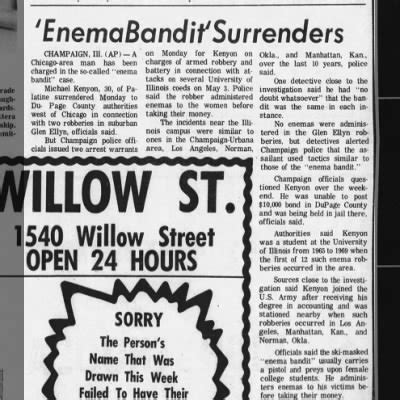 'EnemaBandit' Surrenders
CHAMPAIGN, Ill. (AP) — A
Chicago-area man has been
charged in the so-called "enema
bandit" case.
Michael Kenyon, 30, of Pa-
latine surrendered Monday to
Du- Page County authorities
west of Chicago in connection
with two robberies in suburban
Glen Ellyn, officials said.
But Champaign police offi-
cials issued two arrest warrants
on Monday for Kenyon on
charges of armed robbery and
battery in connection with at-
tacks on several University of
Illinois coeds on May 3. Police
said the robber administered
enemas to the women before
taking their money.
The incidents near the Illi-
nois campus were similar to
ones in the Champaign-Urbana
area, Los Angeles, Norman,
Okla., and Manhattan, Kan.,
over the last 10 years, police
said.
One detective close to the
investigation said he had "no
doubt whatsoever" that the ban-
dit was the same in each in-
stance.
No enemas were adminis-
tered in the Glen Ellyn rob-
beries, but detectives alerted
Champaign police that the as-
sailant used tactics similar to
those of the "enema bandit."
Champaign officials ques-
tioned Kenyon over the week-
end. He was unable to post
$10,000 bond in DuPage County
and was being held in jail there,
officials said.
Authorities said Kenyon
was a student at the University
of Illinois from 1965 to 1969 when
the first of 12 such enema rob-
beries occurred in the area.
Sources close to the investi-
gation said Kenyon joined the
U.S. Army after receiving his
degree in accounting and was
stationed nearby when such
robberies occurred in Los An-
geles, Manhattan, Kan., and
Norman, Okla.
Officials said the ski-masked
"enema bandit" usually carries
a pistol and preys upon female
college students. He adminis-
ters enemas to his victims be-
fore taking their money.
WILLOW ST.
1540 Willow Street
OPEN 24 HOURS
SORRY
The Person's
Name That Was
Drawn This Week
Failed To Have Their